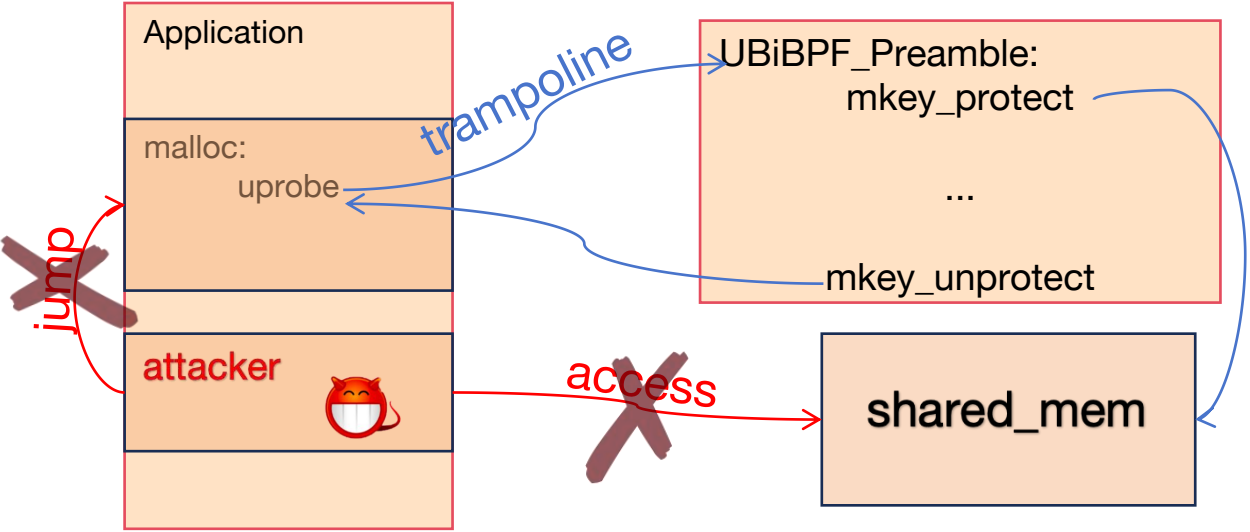 Application
malloc:
uprobe
trampoline
UBiBPF_Preamble:
mkey_protect
...
mkey_unprotect
jump
attacker
access
shared_mem